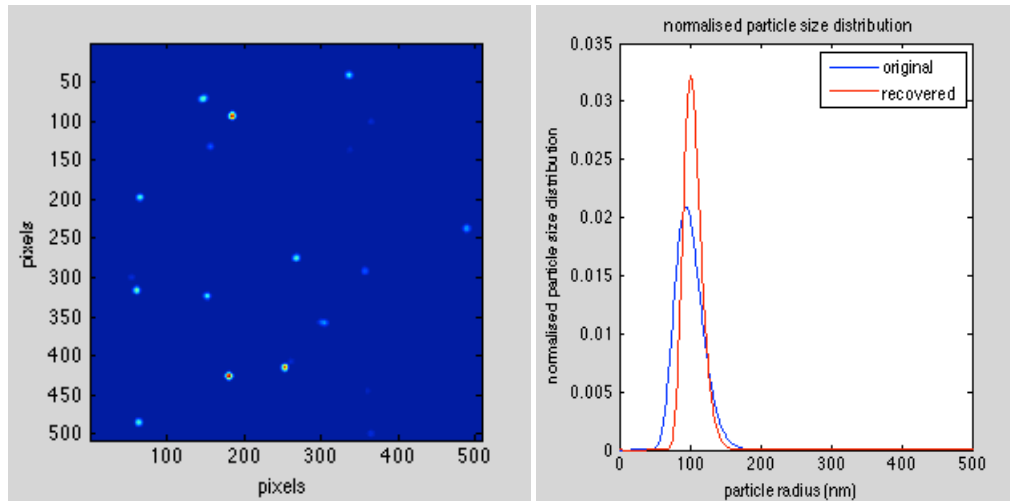 50
100
150
200
250
300
350
400
450
500
pixels
100 200 300 400 500
pixels
normalised particle size distribution
original
recovered
0.035
0.03
0.025
0.02
0.015
0.01
0.005
0
normalised particle size distribution
0 100 200 300 400 500
particle radius (nm)